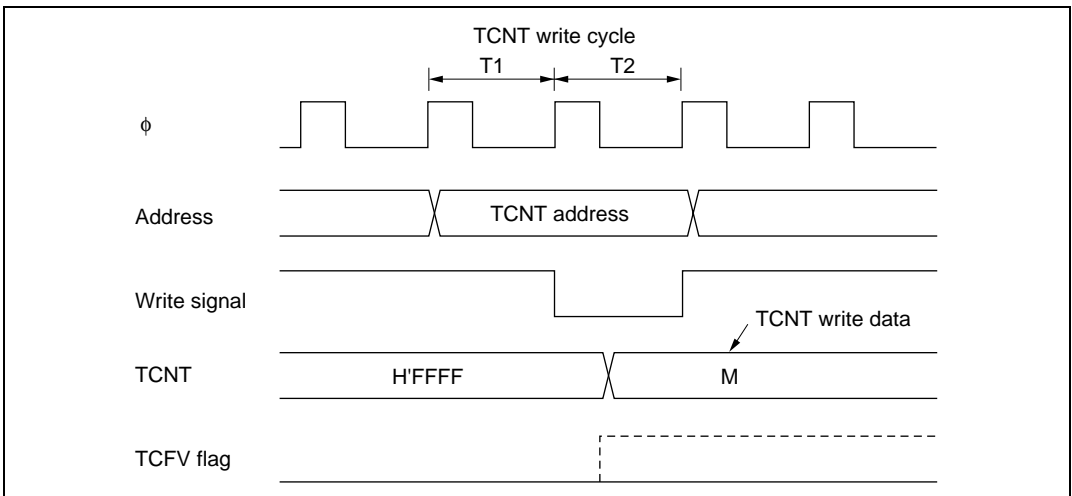 TCNT write cycle
T1 T2
ϕ
Address TCNT address
Write signal
TCNT write data
TCNT H'FFFF M
TCFV flag